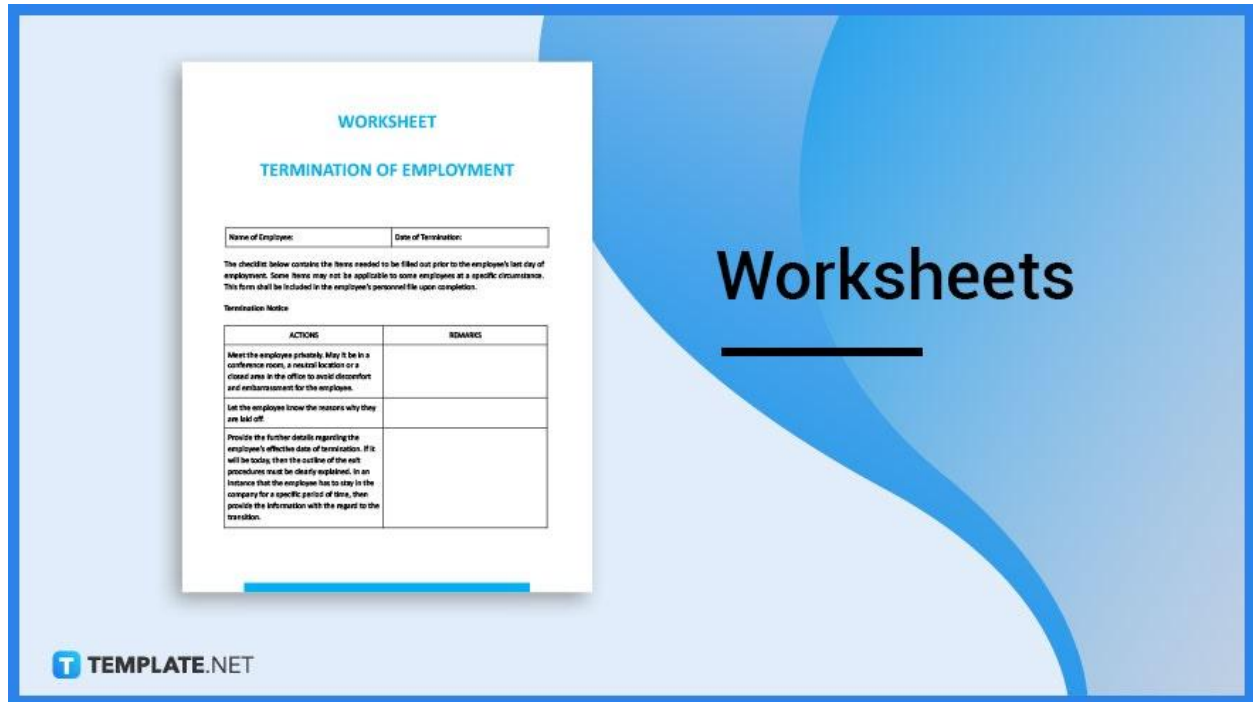 WORKSHEET
TERMINATION OF EMPLOYMENT
Name of Employee: Date of Termination:
The checklist below contains the items needed to be filled out prior to the employee's last day of
employment. Some items may not be applicable to some employees at a specific circumstance.
This form shall be included in the employee's personnel file upon completion.
Termination Notice
ACTIONS REMARKS
Meet the employee privately. May it be in a
conference room, a neutral location or a
closed area in the office to avoid discomfort
and embarrassment for the employee.
Let the employee know the reasons why they
are laid off.
Provide the further details regarding the
employee's effective date of termination. If it
will be today, then the outline of the exit
procedures must be clearly explained. In an
instance that the employee has to stay in the
company for a specific period of time, then
provide the information with the regard to the
transition.
Worksheets
T TEMPLATE.NET